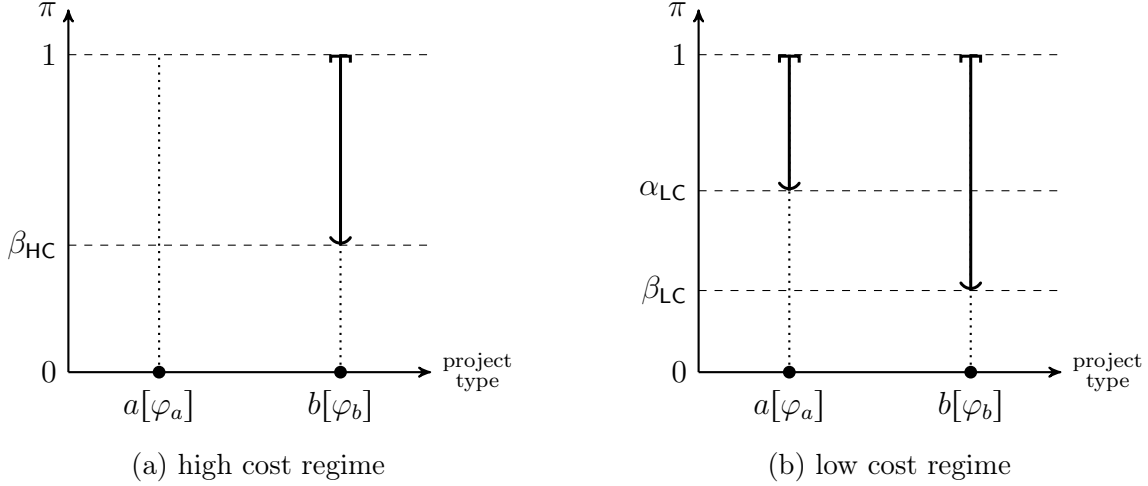 π
1
β_HC
0
a[φ_a]
b[φ_b]
project
type
(a) high cost regime
π
1
α_LC
β_LC
0
a[φ_a]
b[φ_b]
project
type
(b) low cost regime